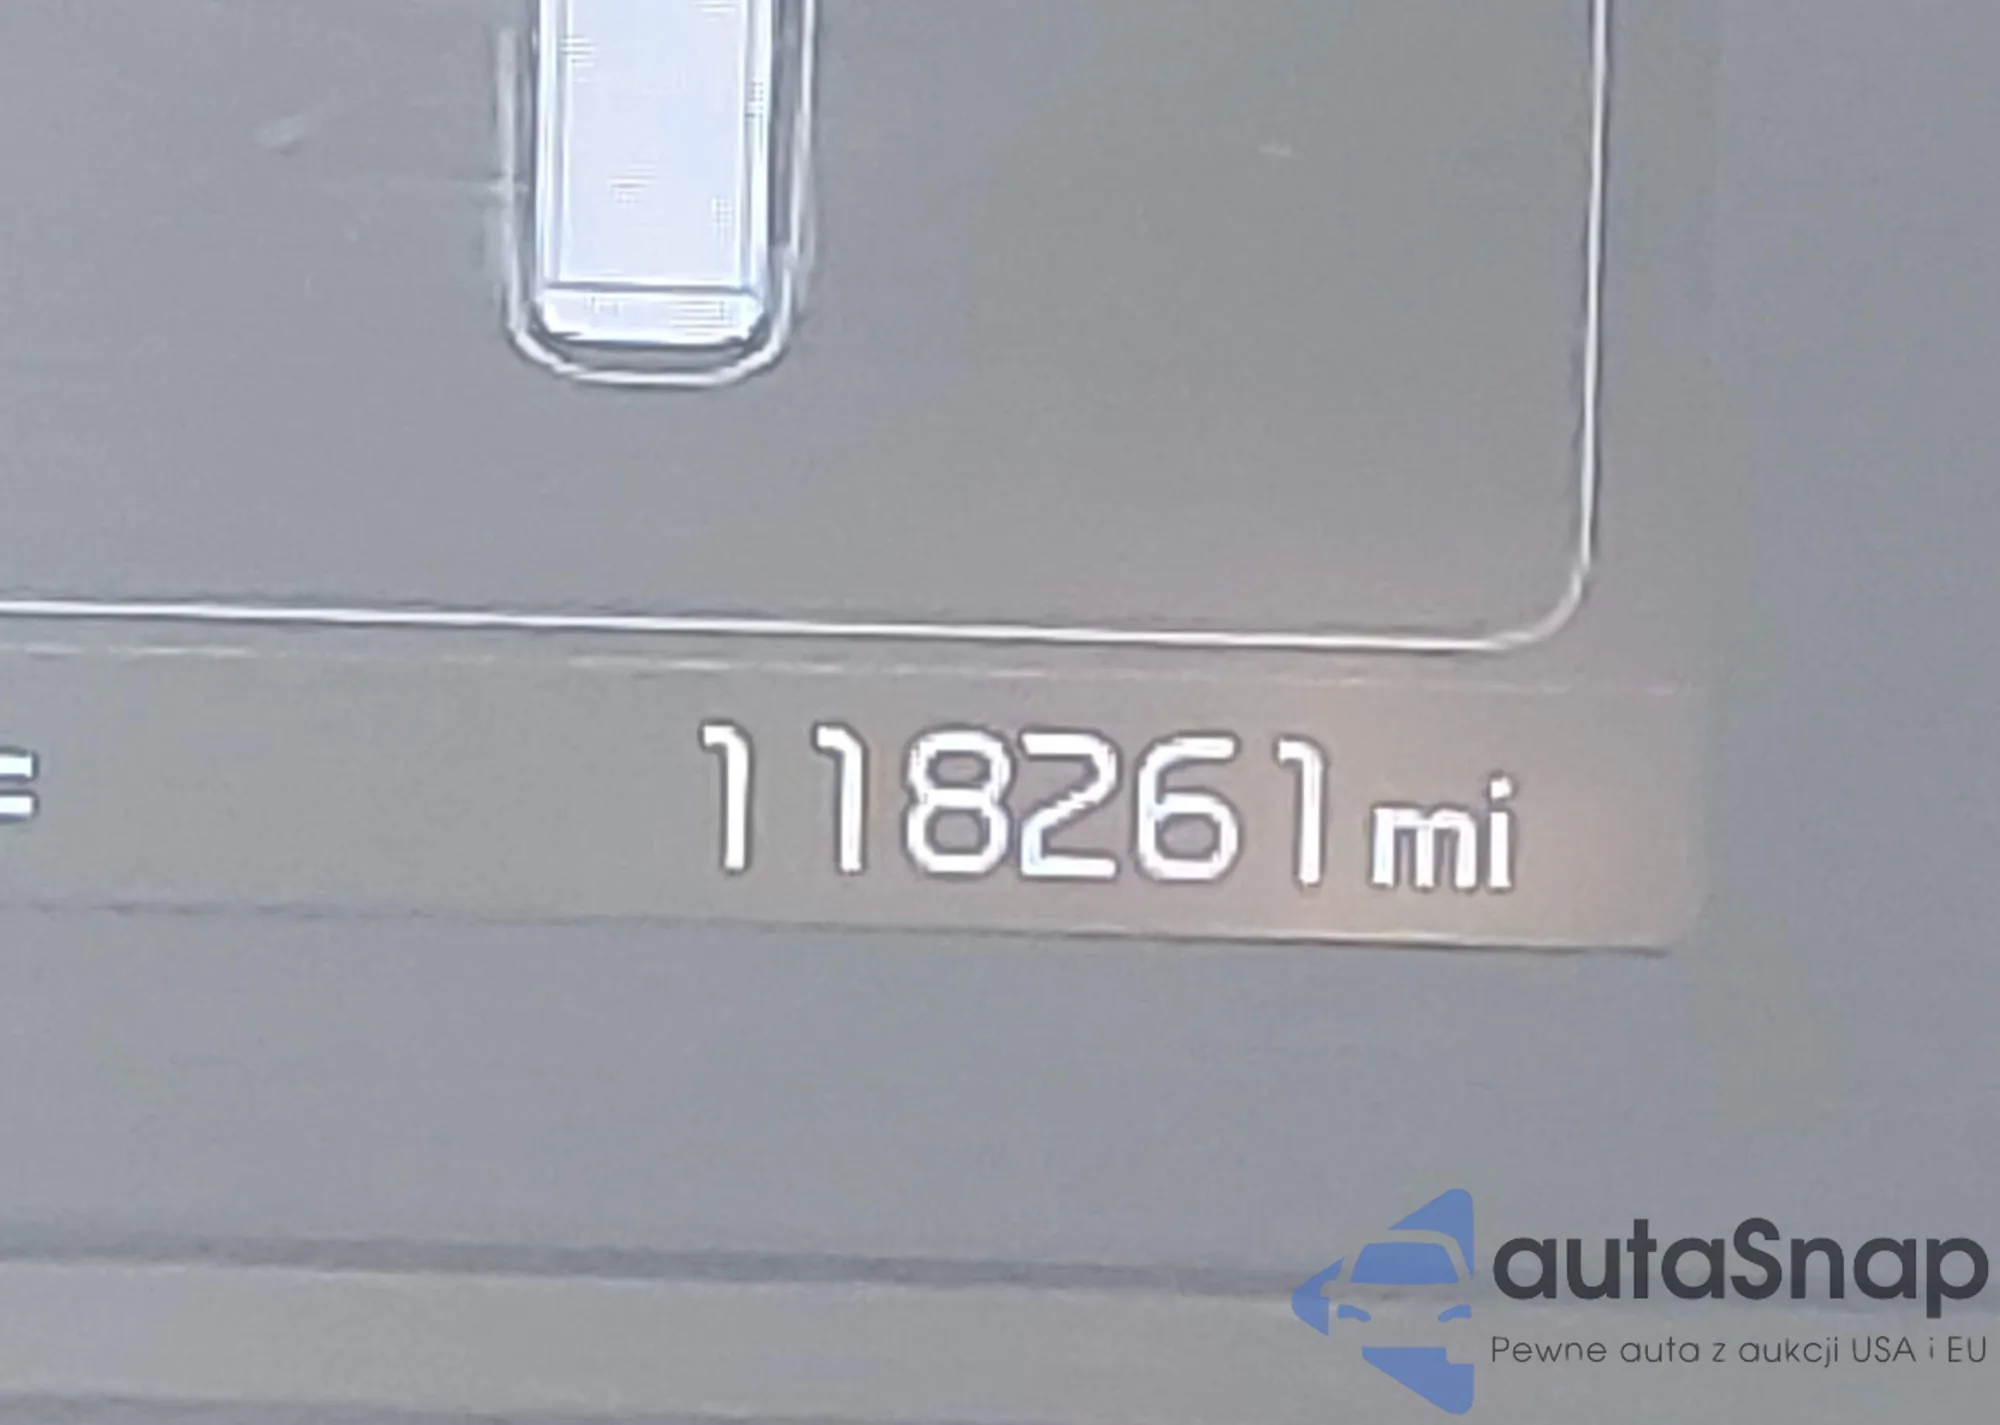 118261 mi
autaSnap
Pewne auta z aukcji USA i EU